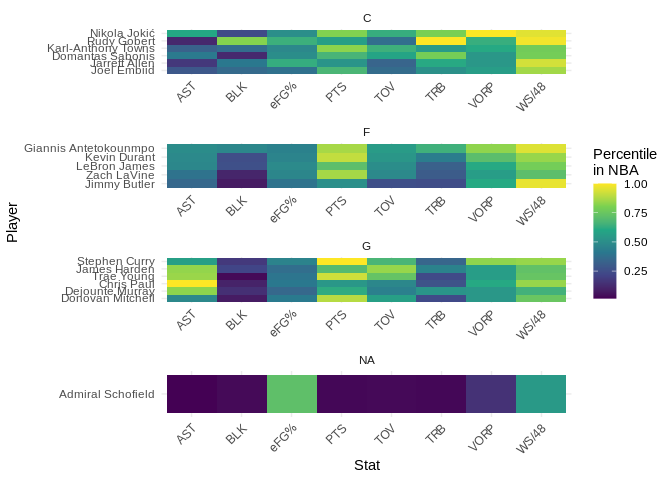 C
Nikola Jokić
Rudy Gobert
Karl-Anthony Towns
Domantas Sabonis
Jarrett Allen
Joel Embiid
AST BLK eFG% PTS TOV TRB VORP WS/48
F
Giannis Antetokounmpo
Kevin Durant
LeBron James
Zach LaVine
Jimmy Butler
AST BLK eFG% PTS TOV TRB VORP WS/48
G
Stephen Curry
James Harden
Trae Young
Chris Paul
Dejounte Murray
Donovan Mitchell
AST BLK eFG% PTS TOV TRB VORP WS/48
NA
Admiral Schofield
AST BLK eFG% PTS TOV TRB VORP WS/48
Stat
Player
Percentile
in NBA
1.00
0.75
0.50
0.25